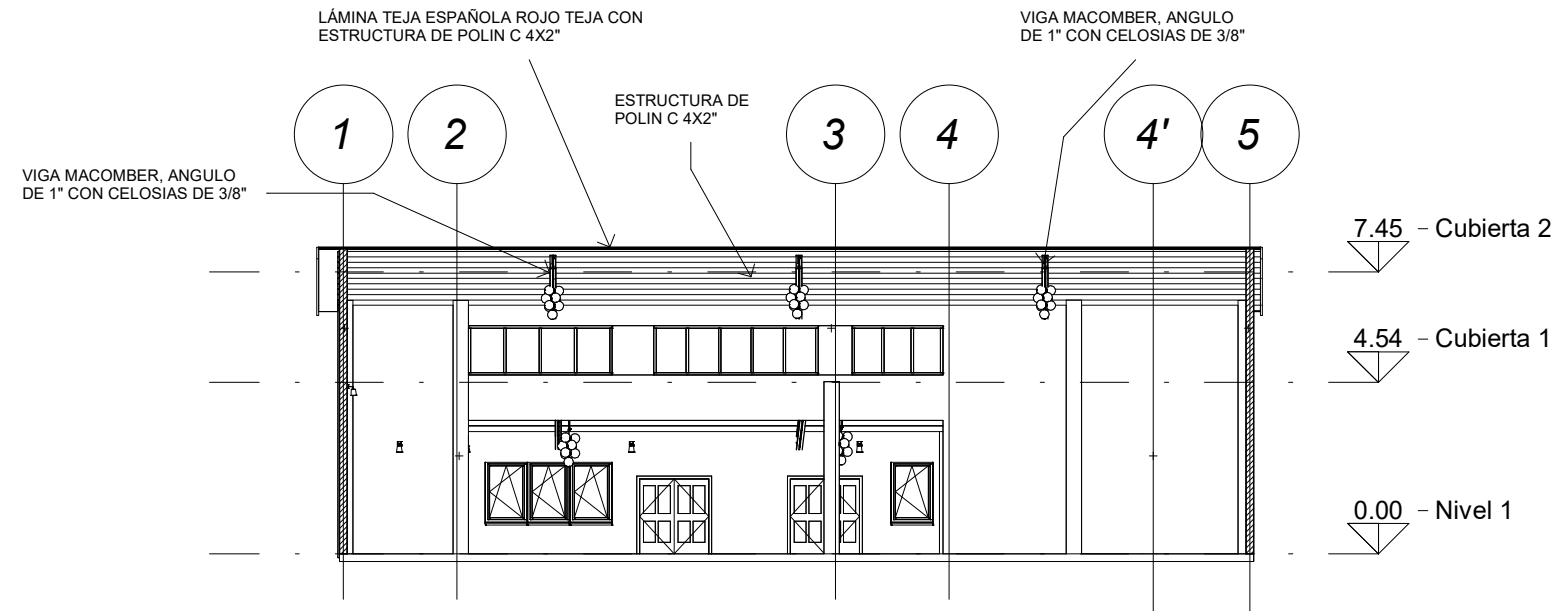 LÁMINA TEJA ESPAÑOLA ROJO TEJA CON
ESTRUCTURA DE POLIN C 4X2"
VIGA MACOMBER, ANGULO
DE 1" CON CELOSIAS DE 3/8"
ESTRUCTURA DE
POLIN C 4X2"
1
2
3
4
4'
5
VIGA MACOMBER, ANGULO
DE 1" CON CELOSIAS DE 3/8"
7.45 - Cubierta 2
4.54 - Cubierta 1
0.00 - Nivel 1